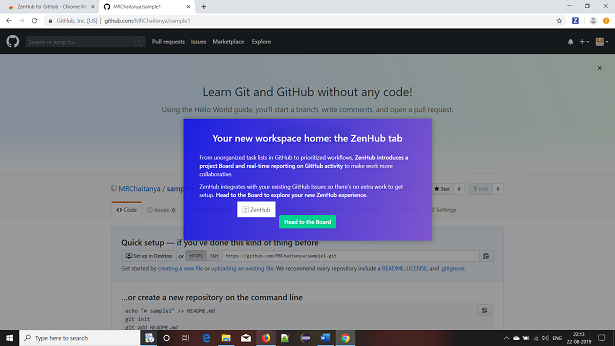 ZenHub for GitHub - Chrome W
MRChaitanya/sample1
GitHub, Inc. [US] | github.com/MRChaitanya/sample1
Search or jump to...
Pull requests Issues Marketplace Explore
Learn Git and GitHub without any code!
Using the Hello World guide, you'll start a branch, write comments, and open a pull request.
Your new workspace home: the ZenHub tab
From unorganized task lists in GitHub to prioritized workflows, ZenHub introduces a
project Board and real-time reporting on GitHub activity to make work more
collaborative.
ZenHub integrates with your existing GitHub Issues so there's no extra work to get
setup. Head to the Board to explore your new ZenHub experience.
ZenHub
Head to the Board
MRChaitanya / sampl
Star 0 Fork 0
Code Issues 0
Settings
Quick setup — if you've done this kind of thing before
Set up in Desktop or HTTPS SSH https://github.com/MRChaitanya/sample1.git
Get started by creating a new file or uploading an existing file. We recommend every repository include a README, LICENSE, and .gitignore.
...or create a new repository on the command line
echo "# sample1" >> README.md
git init
git add README.md
Type here to search
ENG
22:13
22-08-2019